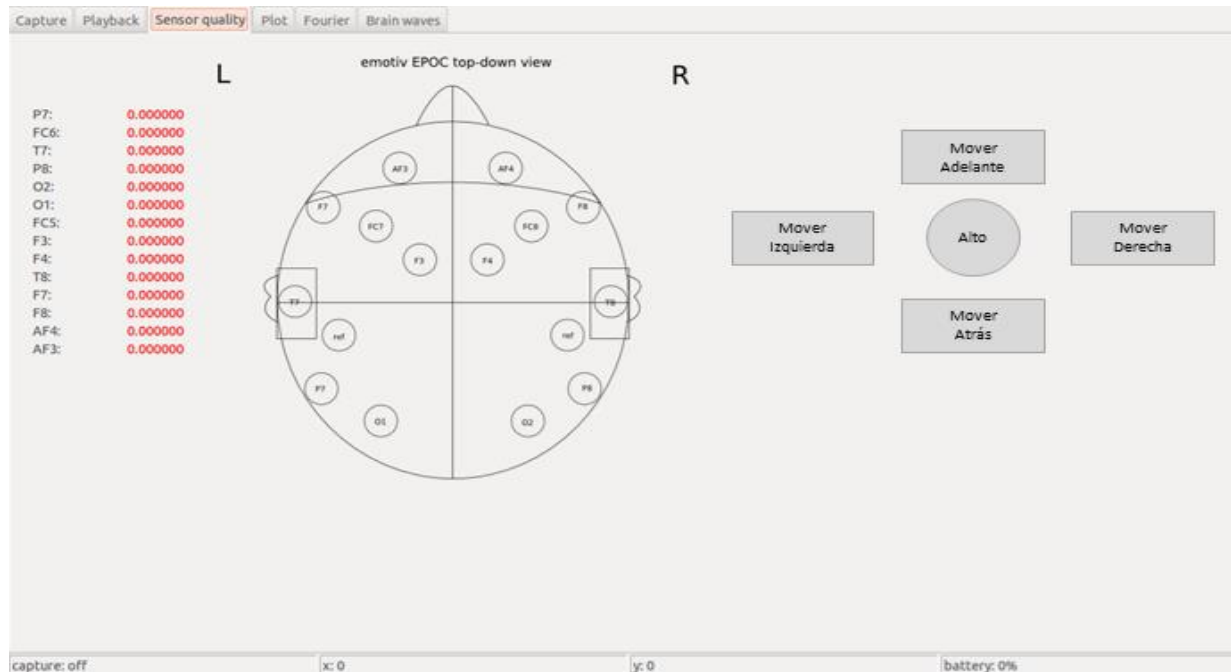 Capture Playback Sensor quality Plot Fourier Brain waves
emotiv EPOC top-down view
L
R
P7: 0.000000
FC6: 0.000000
T7: 0.000000
P8: 0.000000
O2: 0.000000
O1: 0.000000
FC5: 0.000000
F3: 0.000000
F4: 0.000000
T8: 0.000000
F7: 0.000000
F8: 0.000000
AF4: 0.000000
AF3: 0.000000
AF3 AF4
F7 F8
FC7 FC8
F3 F4
T7 T8
ref ref
P7 P8
O1 O2
Mover
Adelante
Mover
Izquierda
Alto
Mover
Derecha
Mover
Atrás
capture: off x: 0 y: 0 battery: 0%